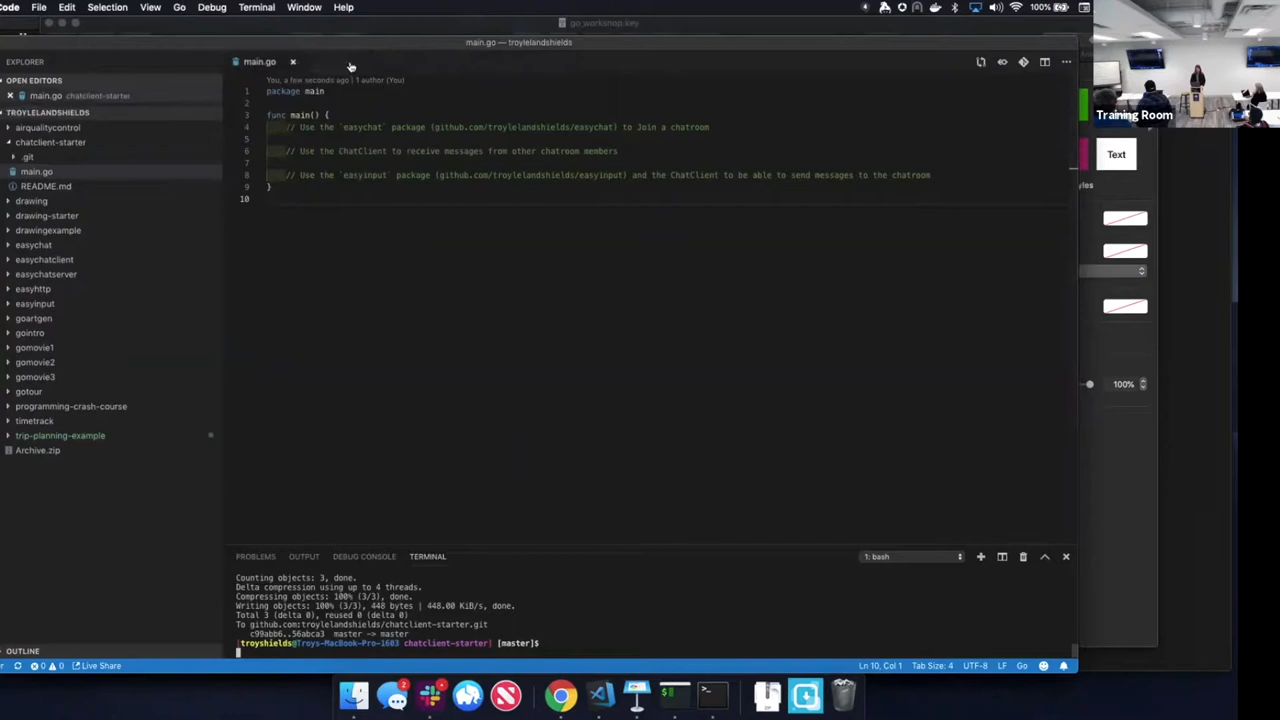 Code File Edit Selection View Go Debug Terminal Window Help
100%
go_workshop.key
main.go — troylelandshields
EXPLORER
OPEN EDITORS
main.go chatclient-starter
TROYLELANDSHIELDS
airqualitycontrol
chatclient-starter
.git
main.go
README.md
drawing
drawing-starter
drawingexample
easychat
easychatclient
easychatserver
easyhttp
easyinput
goartgen
gointro
gomovie1
gomovie2
gomovie3
gotour
programming-crash-course
timetrack
trip-planning-example
Archive.zip
OUTLINE
main.go
You, a few seconds ago | 1 author (You)
1 package main
2
3 func main() {
4 // Use the `easychat` package (github.com/troylelandshields/easychat) to Join a chatroom
5
6 // Use the ChatClient to receive messages from other chatroom members
7
8 // Use the `easyinput` package (github.com/troylelandshields/easyinput) and the ChatClient to be able to send messages to the chatroom
9 }
10
PROBLEMS OUTPUT DEBUG CONSOLE TERMINAL
1: bash
Counting objects: 3, done.
Delta compression using up to 4 threads.
Compressing objects: 100% (3/3), done.
Writing objects: 100% (3/3), 448 bytes | 448.00 KiB/s, done.
Total 3 (delta 0), reused 0 (delta 0)
To github.com:troylelandshields/chatclient-starter.git
c99abb6..56abca3 master -> master
[troyshields@Troys-MacBook-Pro-1603 chatclient-starter] [master]$
0 0 Live Share
Ln 10, Col 1 Tab Size: 4 UTF-8 LF Go
Training Room
Text
yles
100%
2